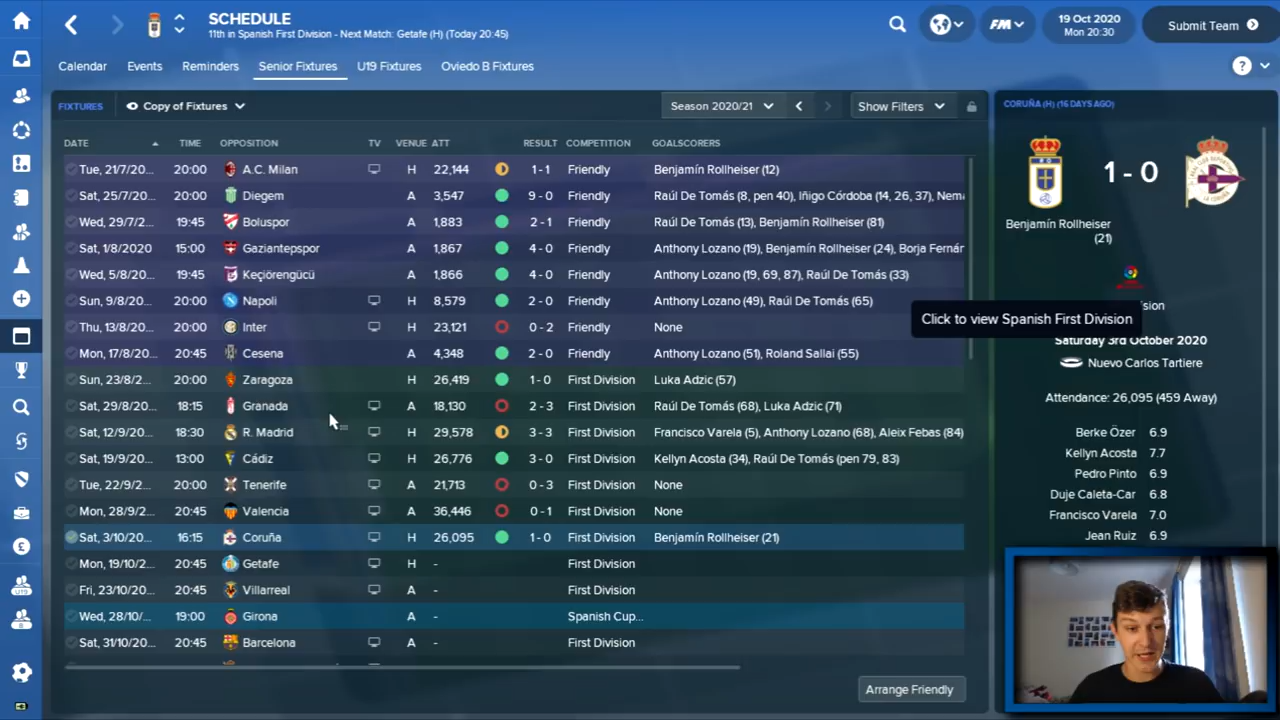 SCHEDULE
11th in Spanish First Division - Next Match: Getafe (H) (Today 20:45)
FM
19 Oct 2020
Mon 20:30
Submit Team
Calendar Events Reminders Senior Fixtures U19 Fixtures Oviedo B Fixtures
?
FIXTURES Copy of Fixtures Season 2020/21 Show Filters
DATE TIME OPPOSITION TV VENUE ATT RESULT COMPETITION GOALSCORERS
Tue, 21/7/20... 20:00 A.C. Milan H 22,144 1-1 Friendly Benjamín Rollheiser (12)
Sat, 25/7/20... 20:00 Diegem A 3,547 9-0 Friendly Raúl De Tomás (8, pen 40), Iñigo Córdoba (14, 26, 37), Nem
Wed, 29/7/2... 19:45 Boluspor A 1,883 2-1 Friendly Raúl De Tomás (13), Benjamín Rollheiser (81)
Sat, 1/8/2020 15:00 Gaziantepspor A 1,867 4-0 Friendly Anthony Lozano (19), Benjamín Rollheiser (24), Borja Fernár
Wed, 5/8/20... 19:45 Keçiörengücü A 1,866 4-0 Friendly Anthony Lozano (19, 69, 87), Raúl De Tomás (33)
Sun, 9/8/20... 20:00 Napoli H 8,579 2-0 Friendly Anthony Lozano (49), Raúl De Tomás (65)
Thu, 13/8/20... 20:00 Inter H 23,121 0-2 Friendly None
Mon, 17/8/20... 20:45 Cesena A 4,348 2-0 Friendly Anthony Lozano (51), Roland Sallai (55)
Sun, 23/8/2... 20:00 Zaragoza H 26,419 1-0 First Division Luka Adzic (57)
Sat, 29/8/20... 18:15 Granada A 18,130 2-3 First Division Raúl De Tomás (68), Luka Adzic (71)
Sat, 12/9/20... 18:30 R. Madrid H 29,578 3-3 First Division Francisco Varela (5), Anthony Lozano (68), Aleix Febas (84)
Sat, 19/9/20... 13:00 Cádiz H 26,776 3-0 First Division Kellyn Acosta (34), Raúl De Tomás (pen 79, 83)
Tue, 22/9/2... 20:00 Tenerife A 21,713 0-3 First Division None
Mon, 28/9/2... 20:45 Valencia A 36,446 0-1 First Division None
Sat, 3/10/20... 16:15 Coruña H 26,095 1-0 First Division Benjamín Rollheiser (21)
Mon, 19/10/2... 20:45 Getafe H - First Division
Fri, 23/10/20... 20:45 Villarreal A - First Division
Wed, 28/10/... 19:00 Girona A - Spanish Cup...
Sat, 31/10/20... 20:45 Barcelona A - First Division
Arrange Friendly
CORUÑA (H) (16 DAYS AGO)
1 - 0
Benjamín Rollheiser
(21)
Click to view Spanish First Division
Saturday 3rd October 2020
Nuevo Carlos Tartiere
Attendance: 26,095 (459 Away)
Berke Özer 6.9
Kellyn Acosta 7.7
Pedro Pinto 6.9
Duje Caleta-Car 6.8
Francisco Varela 7.0
Jean Ruiz 6.9